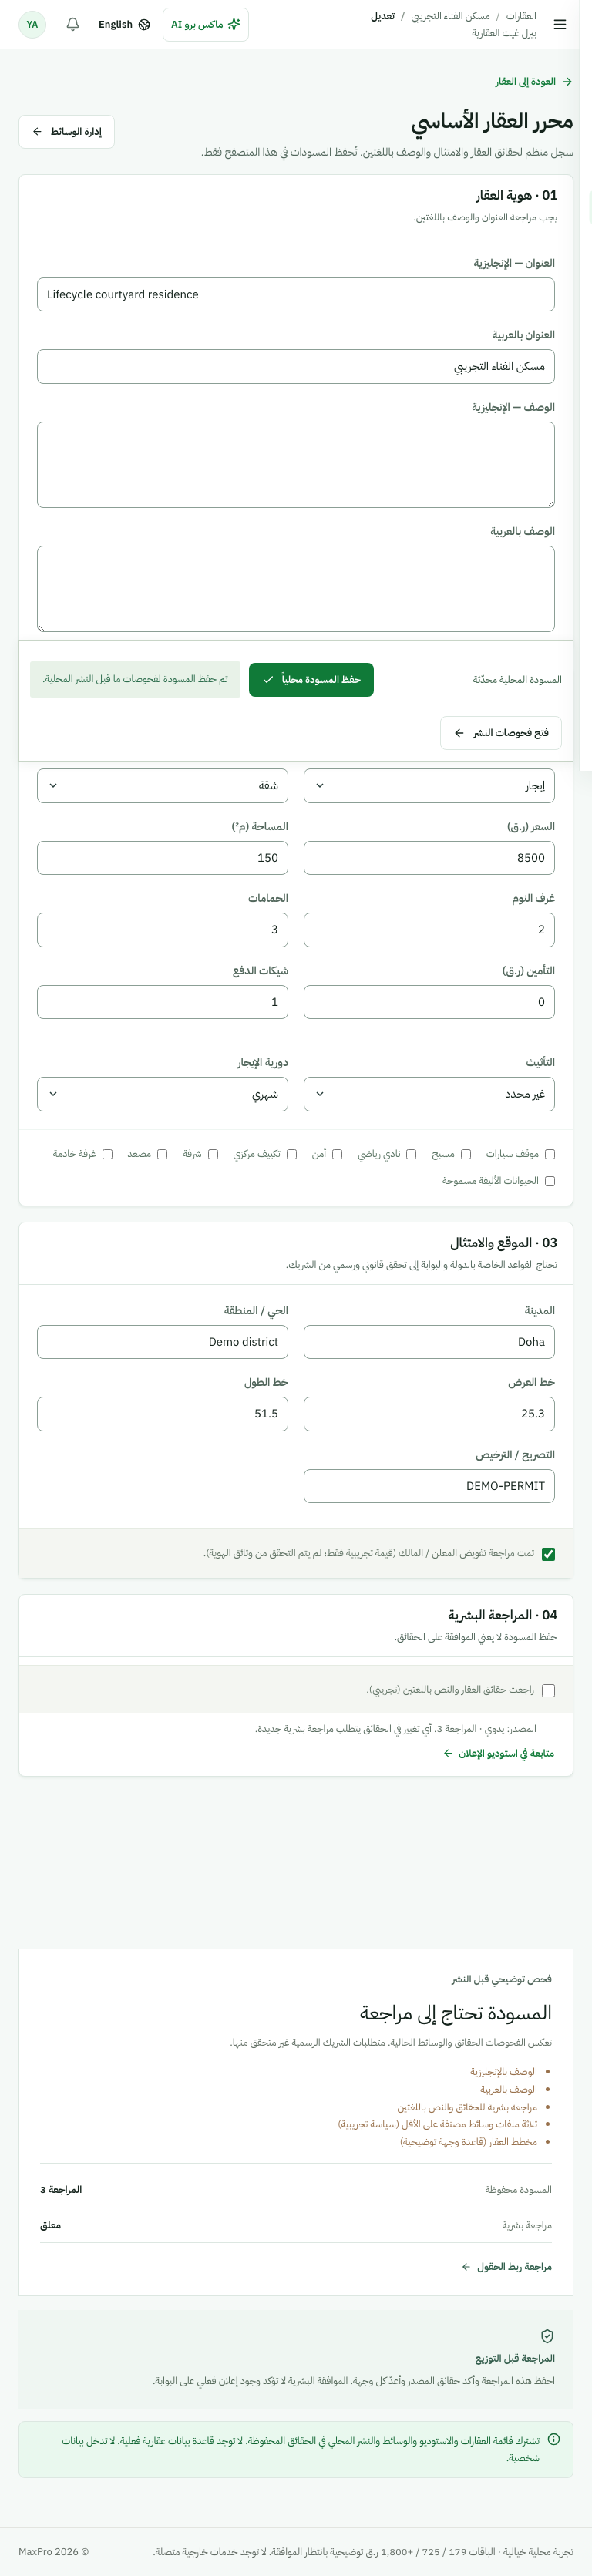 العقارات / مسكن الفناء التجريبي / تعديل
بيرل غيت العقارية
ماكس برو AI
English
YA
العودة إلى العقار
محرر العقار الأساسي
سجل منظم لحقائق العقار والامتثال والوصف باللغتين. تُحفظ المسودات في هذا المتصفح فقط.
إدارة الوسائط
01 · هوية العقار
يجب مراجعة العنوان والوصف باللغتين.
العنوان — الإنجليزية
Lifecycle courtyard residence
العنوان بالعربية
مسكن الفناء التجريبي
الوصف — الإنجليزية
الوصف بالعربية
المسودة المحلية محدّثة
حفظ المسودة محلياً
تم حفظ المسودة لفحوصات ما قبل النشر المحلية.
فتح فحوصات النشر
إيجار
شقة
السعر (ر.ق)
المساحة (م²)
8500
150
غرف النوم
الحمامات
2
3
التأمين (ر.ق)
شيكات الدفع
0
1
التأثيث
دورية الإيجار
غير محدد
شهري
موقف سيارات
مسبح
نادي رياضي
أمن
تكييف مركزي
شرفة
مصعد
غرفة خادمة
الحيوانات الأليفة مسموحة
03 · الموقع والامتثال
تحتاج القواعد الخاصة بالدولة والبوابة إلى تحقق قانوني ورسمي من الشريك.
المدينة
الحي / المنطقة
Doha
Demo district
خط العرض
خط الطول
25.3
51.5
التصريح / الترخيص
DEMO-PERMIT
تمت مراجعة تفويض المعلن / المالك (قيمة تجريبية فقط؛ لم يتم التحقق من وثائق الهوية).
04 · المراجعة البشرية
حفظ المسودة لا يعني الموافقة على الحقائق.
راجعت حقائق العقار والنص باللغتين (تجريبي).
المصدر: يدوي · المراجعة 3. أي تغيير في الحقائق يتطلب مراجعة بشرية جديدة.
متابعة في استوديو الإعلان
فحص توضيحي قبل النشر
المسودة تحتاج إلى مراجعة
تعكس الفحوصات الحقائق والوسائط الحالية. متطلبات الشريك الرسمية غير متحقق منها.
الوصف بالإنجليزية
الوصف بالعربية
مراجعة بشرية للحقائق والنص باللغتين
ثلاثة ملفات وسائط مصنفة على الأقل (سياسة تجريبية)
مخطط العقار (قاعدة وجهة توضيحية)
المسودة محفوظة
المراجعة 3
مراجعة بشرية
معلق
مراجعة ربط الحقول
المراجعة قبل التوزيع
احفظ هذه المراجعة وأكد حقائق المصدر وأعدّ كل وجهة. الموافقة البشرية لا تؤكد وجود إعلان فعلي على البوابة.
تشترك قائمة العقارات والاستوديو والوسائط والنشر المحلي في الحقائق المحفوظة. لا توجد قاعدة بيانات عقارية فعلية. لا تدخل بيانات
شخصية.
تجربة محلية خيالية · الباقات 179 / 725 / +1,800 ر.ق توضيحية بانتظار الموافقة. لا توجد خدمات خارجية متصلة.
© 2026 MaxPro